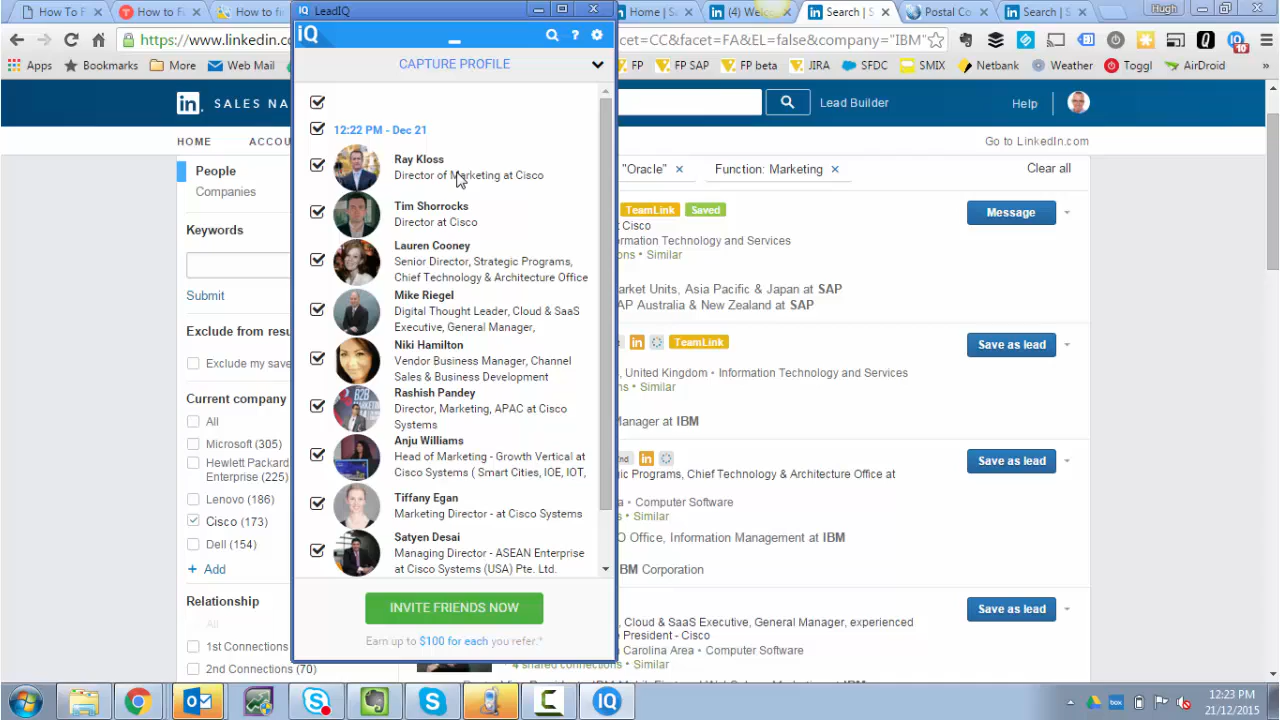 How To F
How to F
How to fi
LeadIQ
Home | S
(4) Welc
Search | S
Postal Co
Search | S
Hugh
https://www.linkedin.co
cet=CC&facet=FA&EL=false&company="IBM"
10
Apps
Bookmarks
More
Web Mail
FP
FP SAP
FP beta
JIRA
SFDC
SMIX
Newton
Weather
Moxtra
AirDroid
iQ
?
CAPTURE PROFILE
in
SALES NA
Lead Builder
Help
HOME
ACCOU
Go to LinkedIn.com
People
Companies
Keywords
Submit
Exclude from resu
Exclude my save
Current company
All
Microsoft (305)
Hewlett Packard
Enterprise (225)
Lenovo (186)
Cisco (173)
Dell (154)
+ Add
Relationship
All
1st Connections
2nd Connections (70)
12:22 PM - Dec 21
Ray Kloss
Director of Marketing at Cisco
Tim Shorrocks
Director at Cisco
Lauren Cooney
Senior Director, Strategic Programs,
Chief Technology & Architecture Office
Mike Riegel
Digital Thought Leader, Cloud & SaaS
Executive, General Manager,
Niki Hamilton
Vendor Business Manager, Channel
Sales & Business Development
Rashish Pandey
Director, Marketing, APAC at Cisco
Systems
Anju Williams
Head of Marketing - Growth Vertical at
Cisco Systems ( Smart Cities, IOE, IOT,
Tiffany Egan
Marketing Director - at Cisco Systems
Satyen Desai
Managing Director - ASEAN Enterprise
at Cisco Systems (USA) Pte. Ltd.
INVITE FRIENDS NOW
Earn up to $100 for each you refer.*
"Oracle" ×
Function: Marketing ×
Clear all
TeamLink
Saved
Message
t Cisco
rmation Technology and Services
ons • Similar
arket Units, Asia Pacific & Japan at SAP
AP Australia & New Zealand at SAP
in
TeamLink
Save as lead
, United Kingdom • Information Technology and Services
ons • Similar
Manager at IBM
2nd
in
Save as lead
ic Programs, Chief Technology & Architecture Office at
a • Computer Software
ns • Similar
O Office, Information Management at IBM
BM Corporation
Save as lead
, Cloud & SaaS Executive, General Manager, experienced
e President - Cisco
Carolina Area • Computer Software
4 shared connections • Similar
12:23 PM
21/12/2015